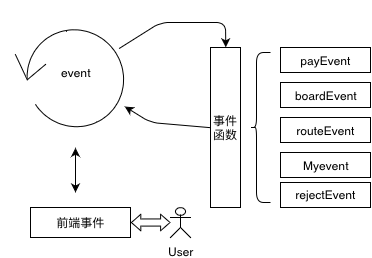 event
事件
函数
payEvent
boardEvent
routeEvent
Myevent
rejectEvent
前端事件
User